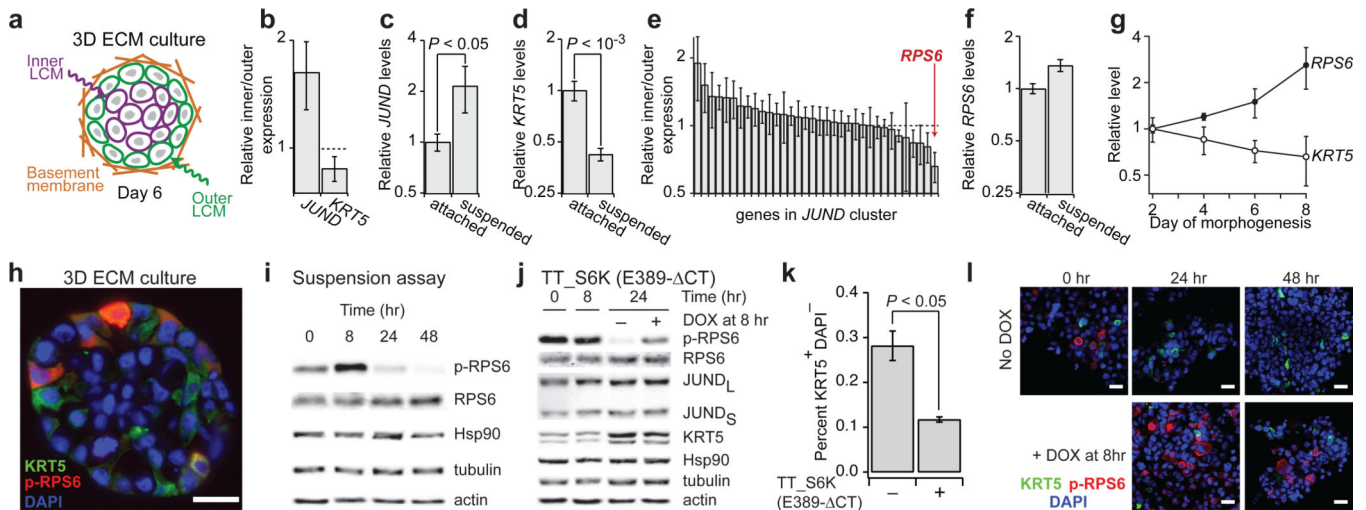 a
3D ECM culture
Inner
LCM
Basement
membrane
Day 6
Outer
LCM
b
Relative inner/outer
expression
2
1
JUND
KRT5
c
Relative JUND levels
P < 0.05
4
2
1
0.5
attached
suspended
d
Relative KRT5 levels
P < 10-3
2
1
0.5
0.25
attached
suspended
e
Relative inner/outer
expression
2
1
0.5
RPS6
genes in JUND cluster
f
Relative RPS6 levels
2
1
0.5
0.25
attached
suspended
g
Relative level
4
2
1
0.5
0.25
RPS6
KRT5
2 4 6 8
Day of morphogenesis
h
3D ECM culture
KRT5
p-RPS6
DAPI
i
Suspension assay
Time (hr)
0 8 24 48
p-RPS6
RPS6
Hsp90
tubulin
actin
j
TT_S6K (E389-ΔCT)
0 8 24 Time (hr)
– + DOX at 8 hr
p-RPS6
RPS6
JUNDL
JUNDS
KRT5
Hsp90
tubulin
actin
k
Percent KRT5+DAPI–
0.4
0.3
0.2
0.1
0.0
P < 0.05
TT_S6K
(E389-ΔCT)
– +
l
0 hr 24 hr 48 hr
No DOX
+ DOX at 8hr
KRT5 p-RPS6
DAPI